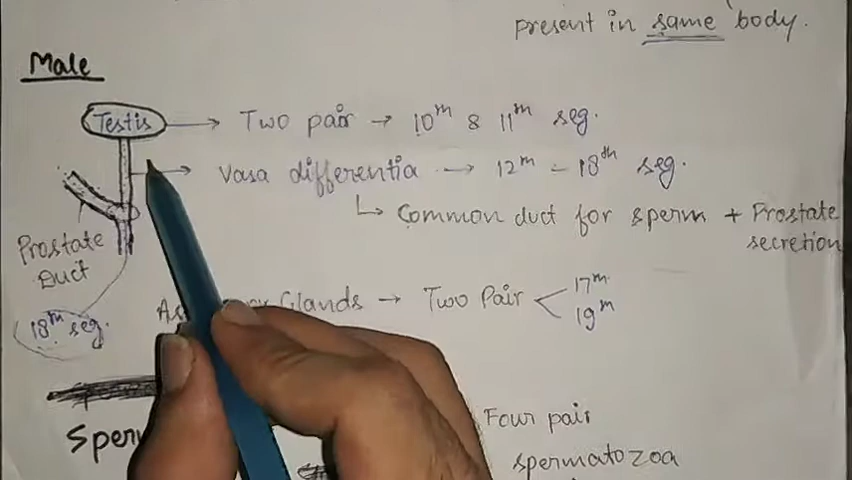 present in same body.
Male
Testis → Two pair → 10th & 11th seg.
Vasa differentia → 12th – 18th seg.
Common duct for sperm + Prostate
secretion
Prostate
Duct
18th seg.
Glands → Two Pair 17th
19th
Four pair
spermatozoa